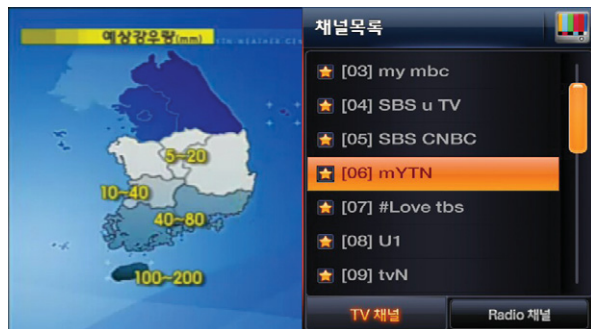 예상강우량(mm)
5~20
10~40
40~80
100~200
채널목록
[03] my mbc
[04] SBS u TV
[05] SBS CNBC
[06] mYTN
[07] #Love tbs
[08] U1
[09] tvN
TV 채널
Radio 채널